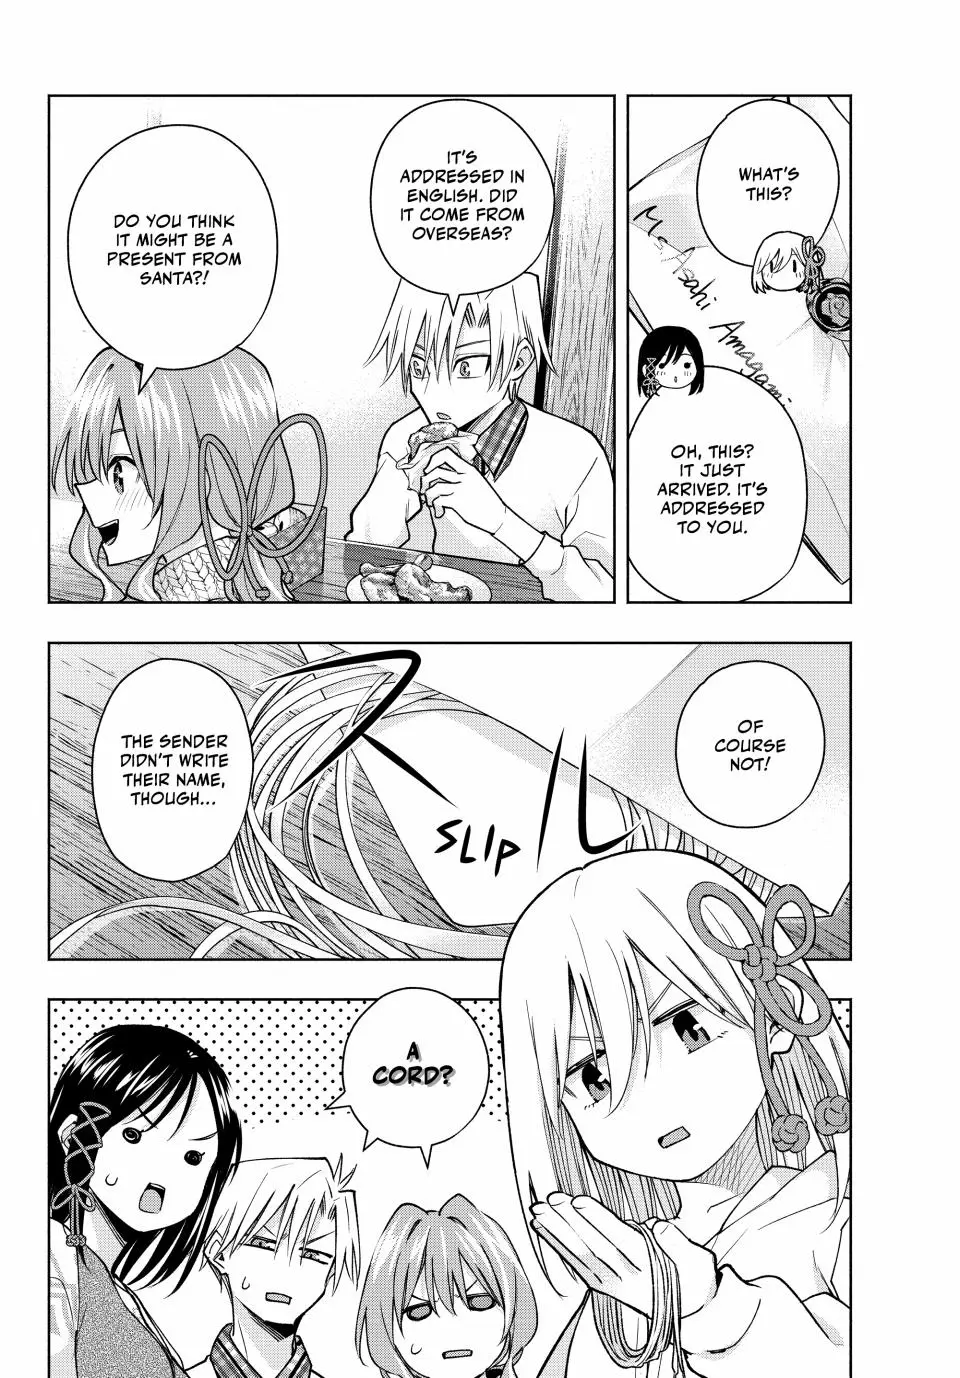 WHAT'S
THIS?
Ms. Asahi Amagami
OH, THIS?
IT JUST
ARRIVED. IT'S
ADDRESSED
TO YOU.
IT'S
ADDRESSED IN
ENGLISH. DID
IT COME FROM
OVERSEAS?
DO YOU THINK
IT MIGHT BE A
PRESENT FROM
SANTA?!
OF
COURSE
NOT!
SLIP
THE SENDER
DIDN'T WRITE
THEIR NAME,
THOUGH...
A
CORD?